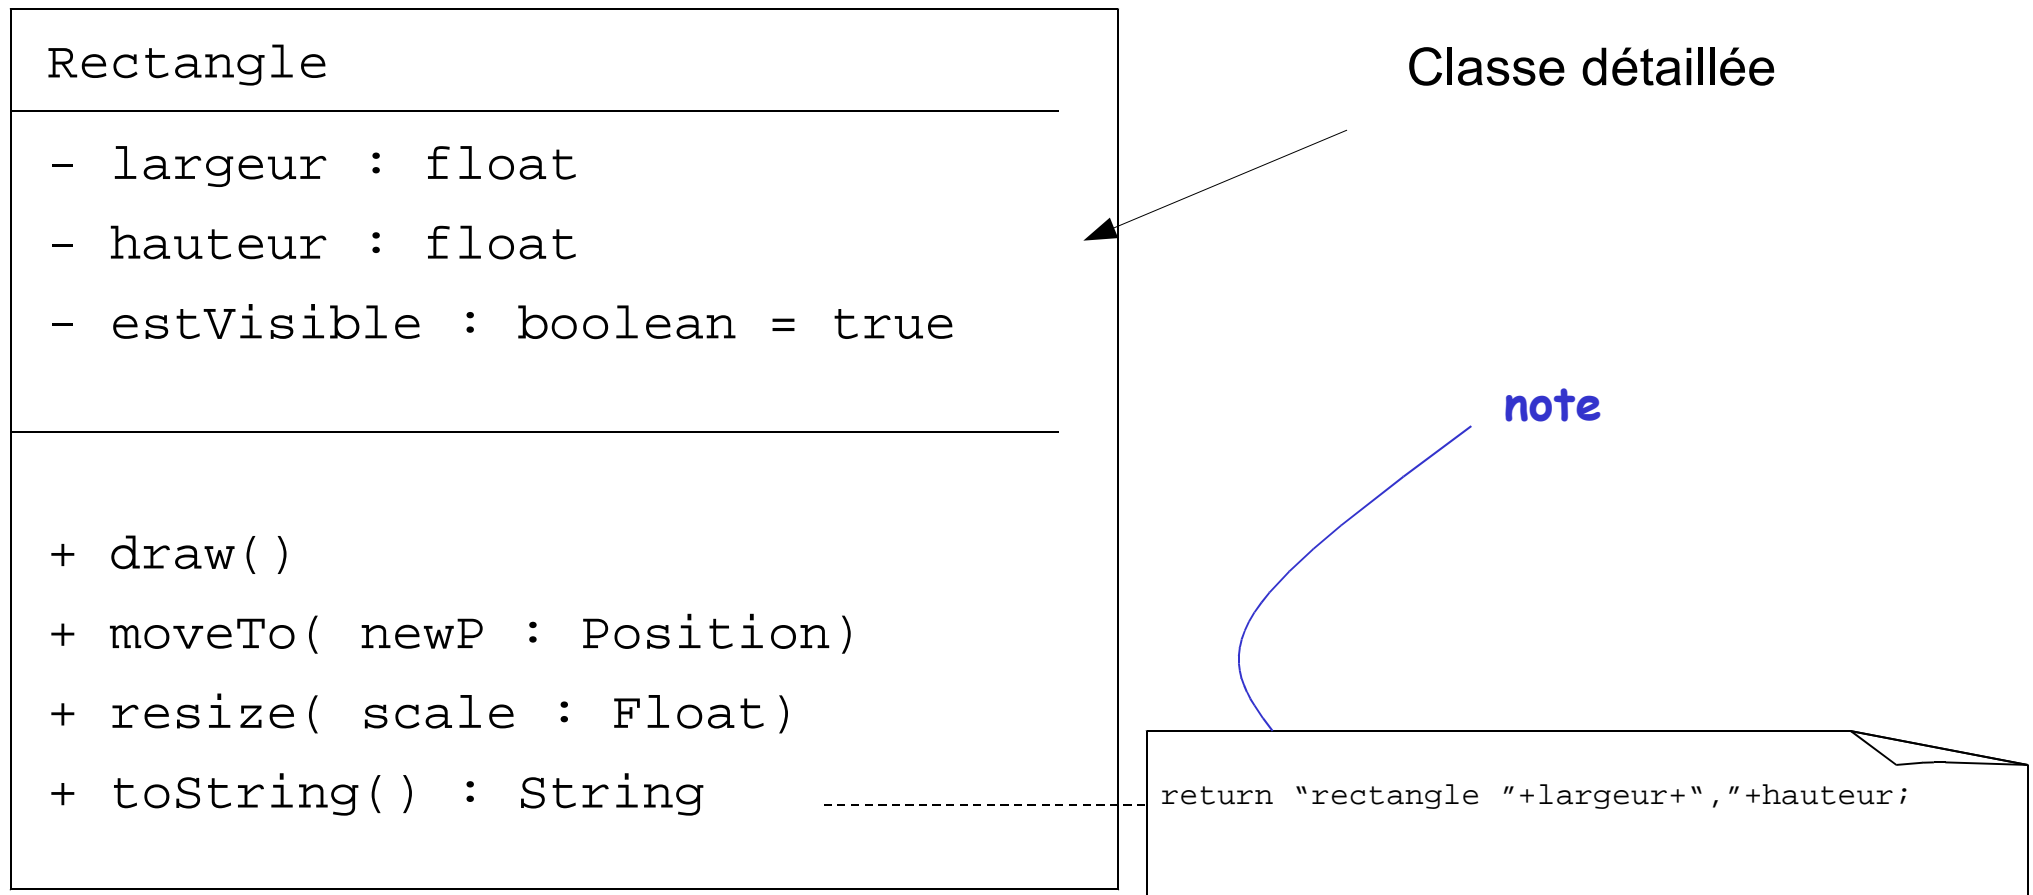 Rectangle
- largeur : float
- hauteur : float
- estVisible : boolean = true
+ draw()
+ moveTo( newP : Position)
+ resize( scale : Float)
+ toString() : String
Classe détaillée
note
return “rectangle ”+largeur+“,”+hauteur;